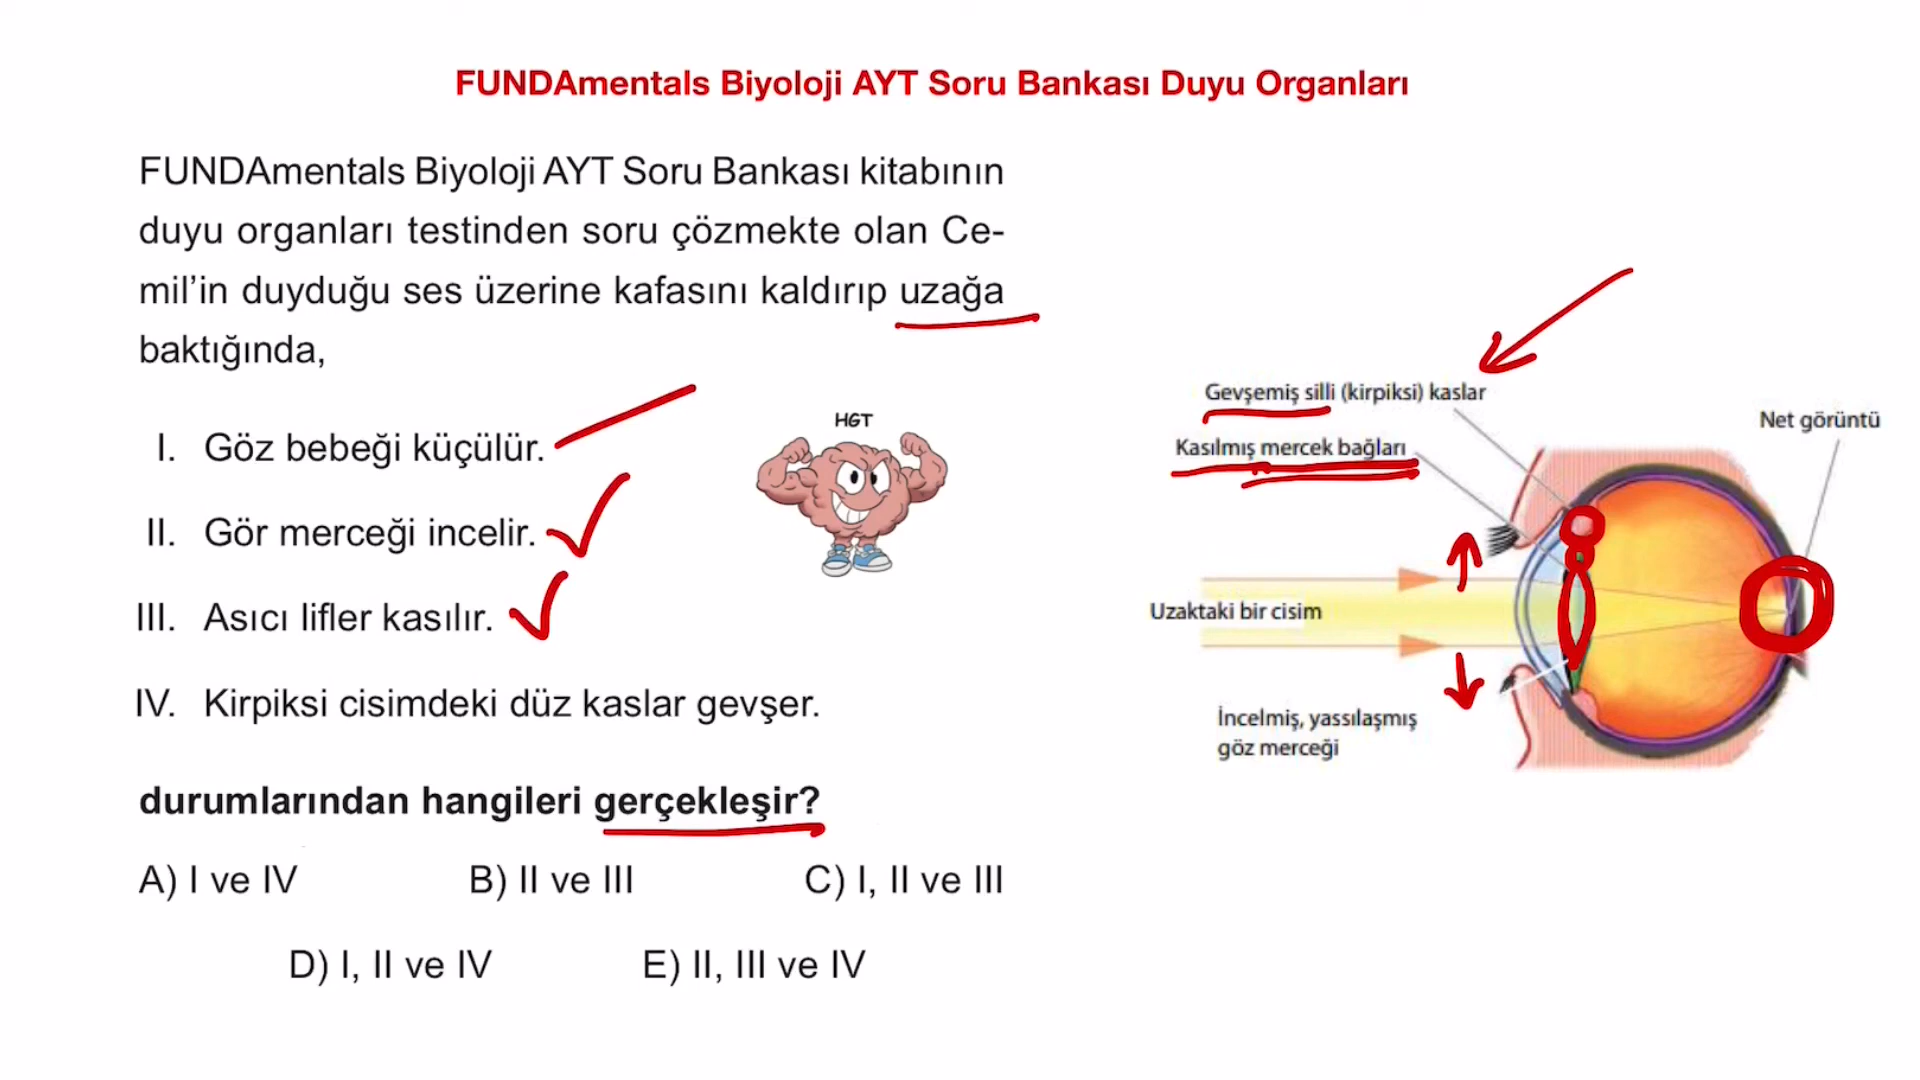 FUNDAmentals Biyoloji AYT Soru Bankası Duyu Organları
FUNDAmentals Biyoloji AYT Soru Bankası kitabının
duyu organları testinden soru çözmekte olan Ce-
mil’in duyduğu ses üzerine kafasını kaldırıp uzağa
baktığında,
I. Göz bebeği küçülür.
II. Gör merceği incelir.
III. Asıcı lifler kasılır.
IV. Kirpiksi cisimdeki düz kaslar gevşer.
durumlarından hangileri gerçekleşir?
A) I ve IV B) II ve III C) I, II ve III
D) I, II ve IV E) II, III ve IV
HGT
Gevşemiş silli (kirpiksi) kaslar
Kasılmış mercek bağları
Net görüntü
Uzaktaki bir cisim
İncelmiş, yassılaşmış
göz merceği